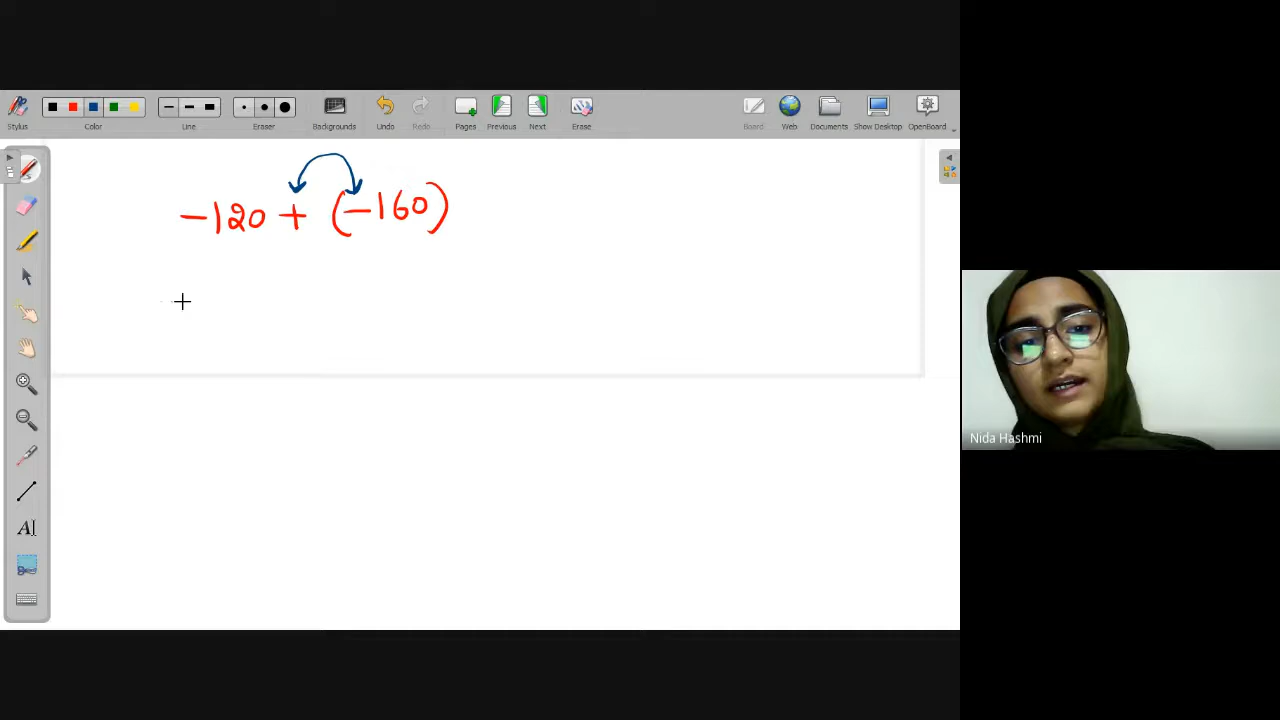 Stylus Color Line Eraser Backgrounds Undo Redo Pages Previous Next Erase Board Web Documents Show Desktop OpenBoard
-120 + (-160)
AI
Nida Hashmi